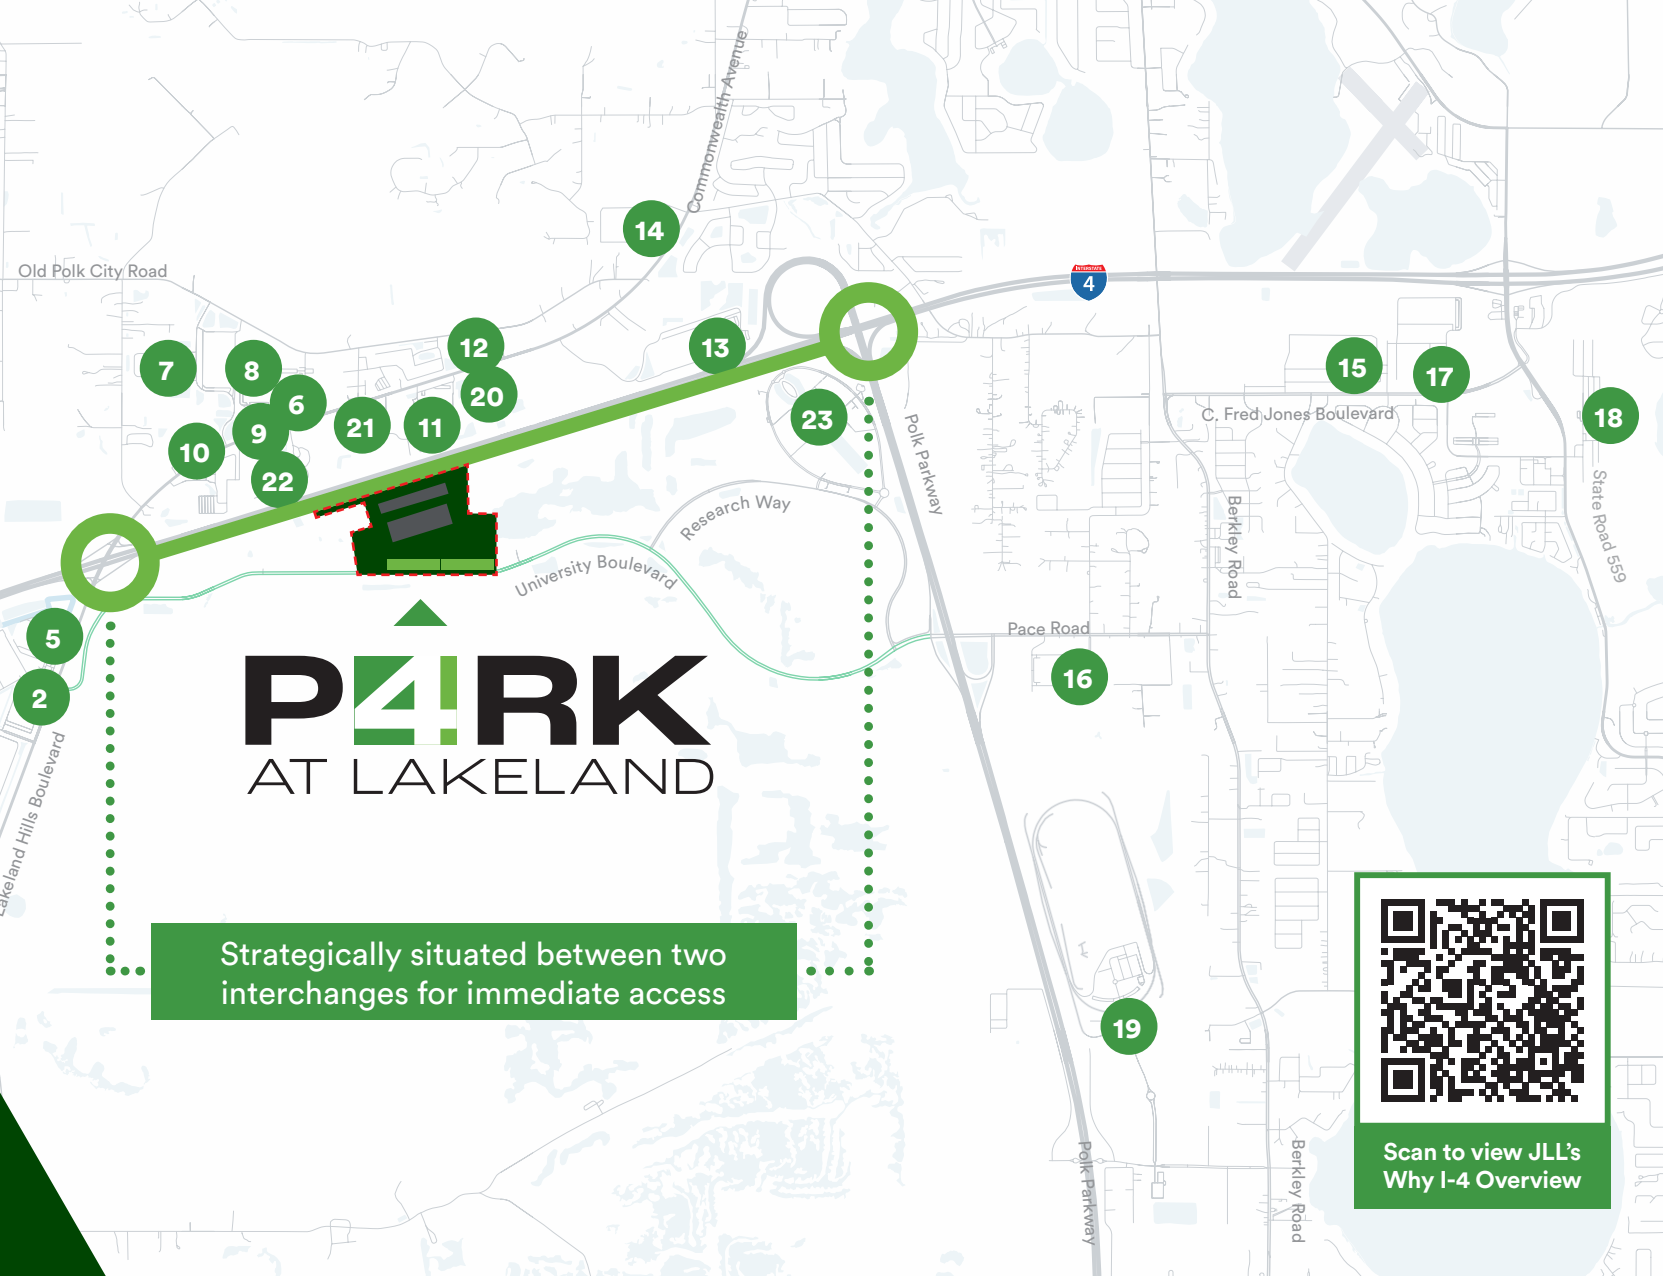 Commonwealth Avenue
14
Old Polk City Road
INTERSTATE
4
12
13
7
8
15
17
6
20
C. Fred Jones Boulevard
18
21
11
23
9
10
22
Polk Parkway
State Road 559
Research Way
Berkley Road
University Boulevard
5
Pace Road
2
16
P4RK
AT LAKELAND
Lakeland Hills Boulevard
Strategically situated between two
interchanges for immediate access
19
Polk Parkway
Berkley Road
Scan to view JLL’s
Why I-4 Overview